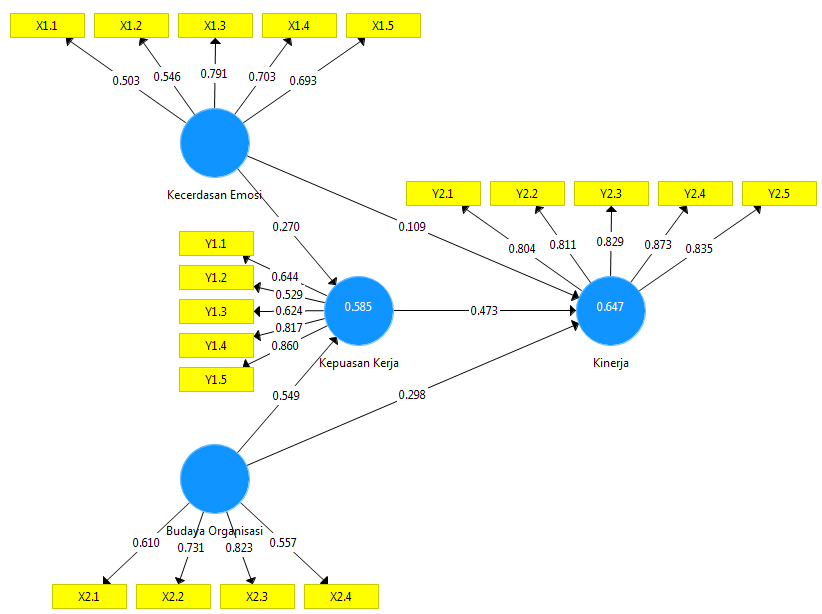 X1.1 X1.2 X1.3 X1.4 X1.5
0.503 0.546 0.791 0.703 0.693
Kecerdasan Emosi
Y2.1 Y2.2 Y2.3 Y2.4 Y2.5
0.270 0.109
0.804 0.811 0.829 0.873 0.835
Y1.1
Y1.2
Y1.3
Y1.4
Y1.5
0.644
0.529
0.624
0.817
0.860
0.585
0.473
0.647
Kepuasan Kerja
Kinerja
0.549 0.298
Budaya Organisasi
0.610 0.731 0.823 0.557
X2.1 X2.2 X2.3 X2.4